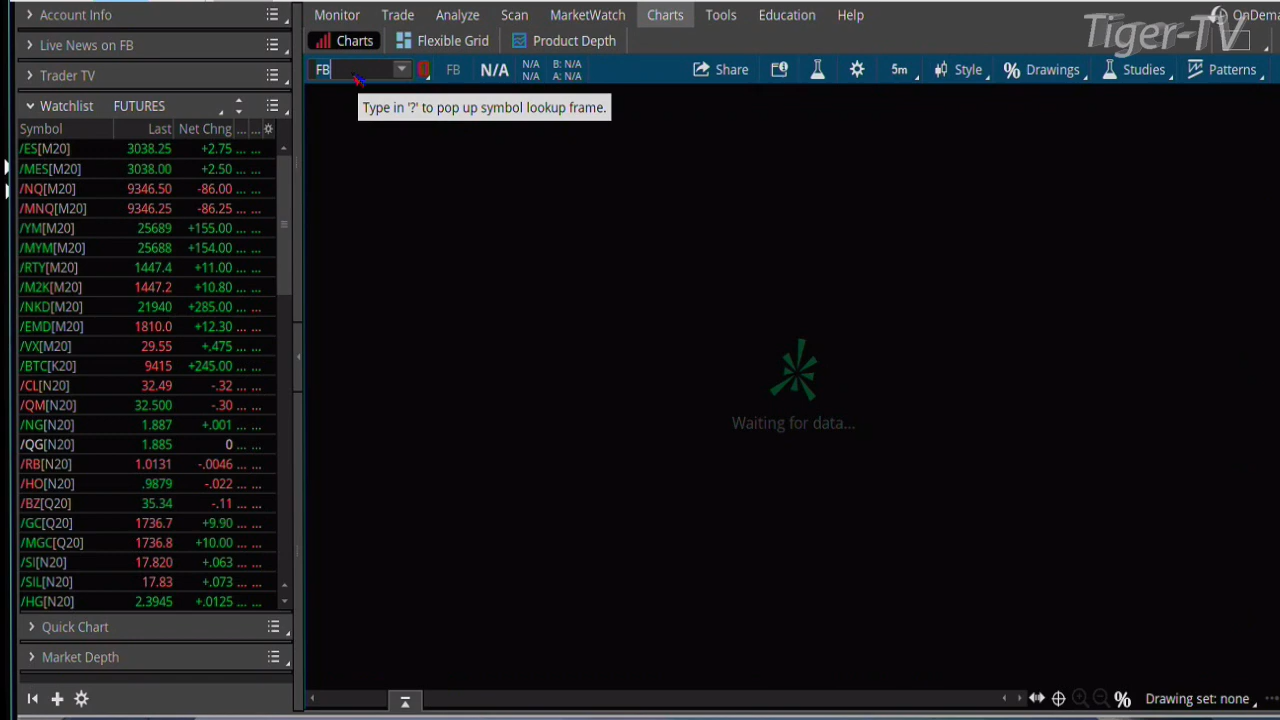 Account Info
Live News:on FB
Trader TV
Watchlist FUTURES
Symbol Last Net Chng ... ...
/ES[M20] 3038.25 +2.75 ... ...
/MES[M20] 3038.00 +2.50 ... ...
/NQ[M20] 9346.50 -86.00 ... ...
/MNQ[M20] 9346.25 -86.25 ... ...
/YM[M20] 25689 +155.00 ... ...
/MYM[M20] 25688 +154.00 ... ...
/RTY[M20] 1447.4 +11.00 ... ...
/M2K[M20] 1447.2 +10.80 ... ...
/NKD[M20] 21940 +285.00 ... ...
/EMD[M20] 1810.0 +12.30 ... ...
/VX[M20] 29.55 +.475 ... ...
/BTC[K20] 9415 +245.00 ... ...
/CL[N20] 32.49 -.32 ... ...
/QM[N20] 32.500 -.30 ... ...
/NG[N20] 1.887 +.001 ... ...
/QG[N20] 1.885 0 ... ...
/RB[N20] 1.0131 -.0046 ... ...
/HO[N20] .9879 -.022 ... ...
/BZ[Q20] 35.34 -.11 ... ...
/GC[Q20] 1736.7 +9.90 ... ...
/MGC[Q20] 1736.8 +10.00 ... ...
/SI[N20] 17.820 +.063 ... ...
/SIL[N20] 17.83 +.073 ... ...
/HG[N20] 2.3945 +.0125 ... ...
Quick Chart
Market Depth
Monitor Trade Analyze Scan MarketWatch Charts Tools Education Help OnDema
Tiger-TV
Charts Flexible Grid Product Depth
FB FB N/A N/A B: N/A Share 5m Style % Drawings Studies Patterns
N/A A: N/A
Type in '?' to pop up symbol lookup frame.
Waiting for data...
% Drawing set: none